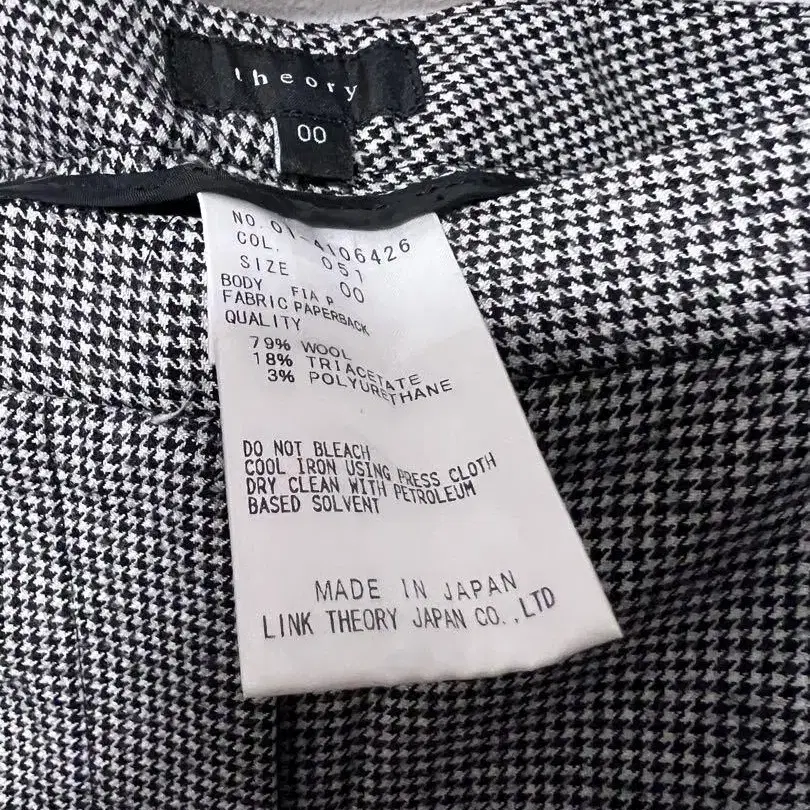 theory
00
NO. 01-4106426
COL. 051
SIZE 00
BODY FIA P
FABRIC PAPERBACK
QUALITY
79% WOOL
18% TRIACETATE
3% POLYURETHANE
DO NOT BLEACH
COOL IRON USING PRESS CLOTH
DRY CLEAN WITH PETROLEUM
BASED SOLVENT
MADE IN JAPAN
LINK THEORY JAPAN CO.,LTD